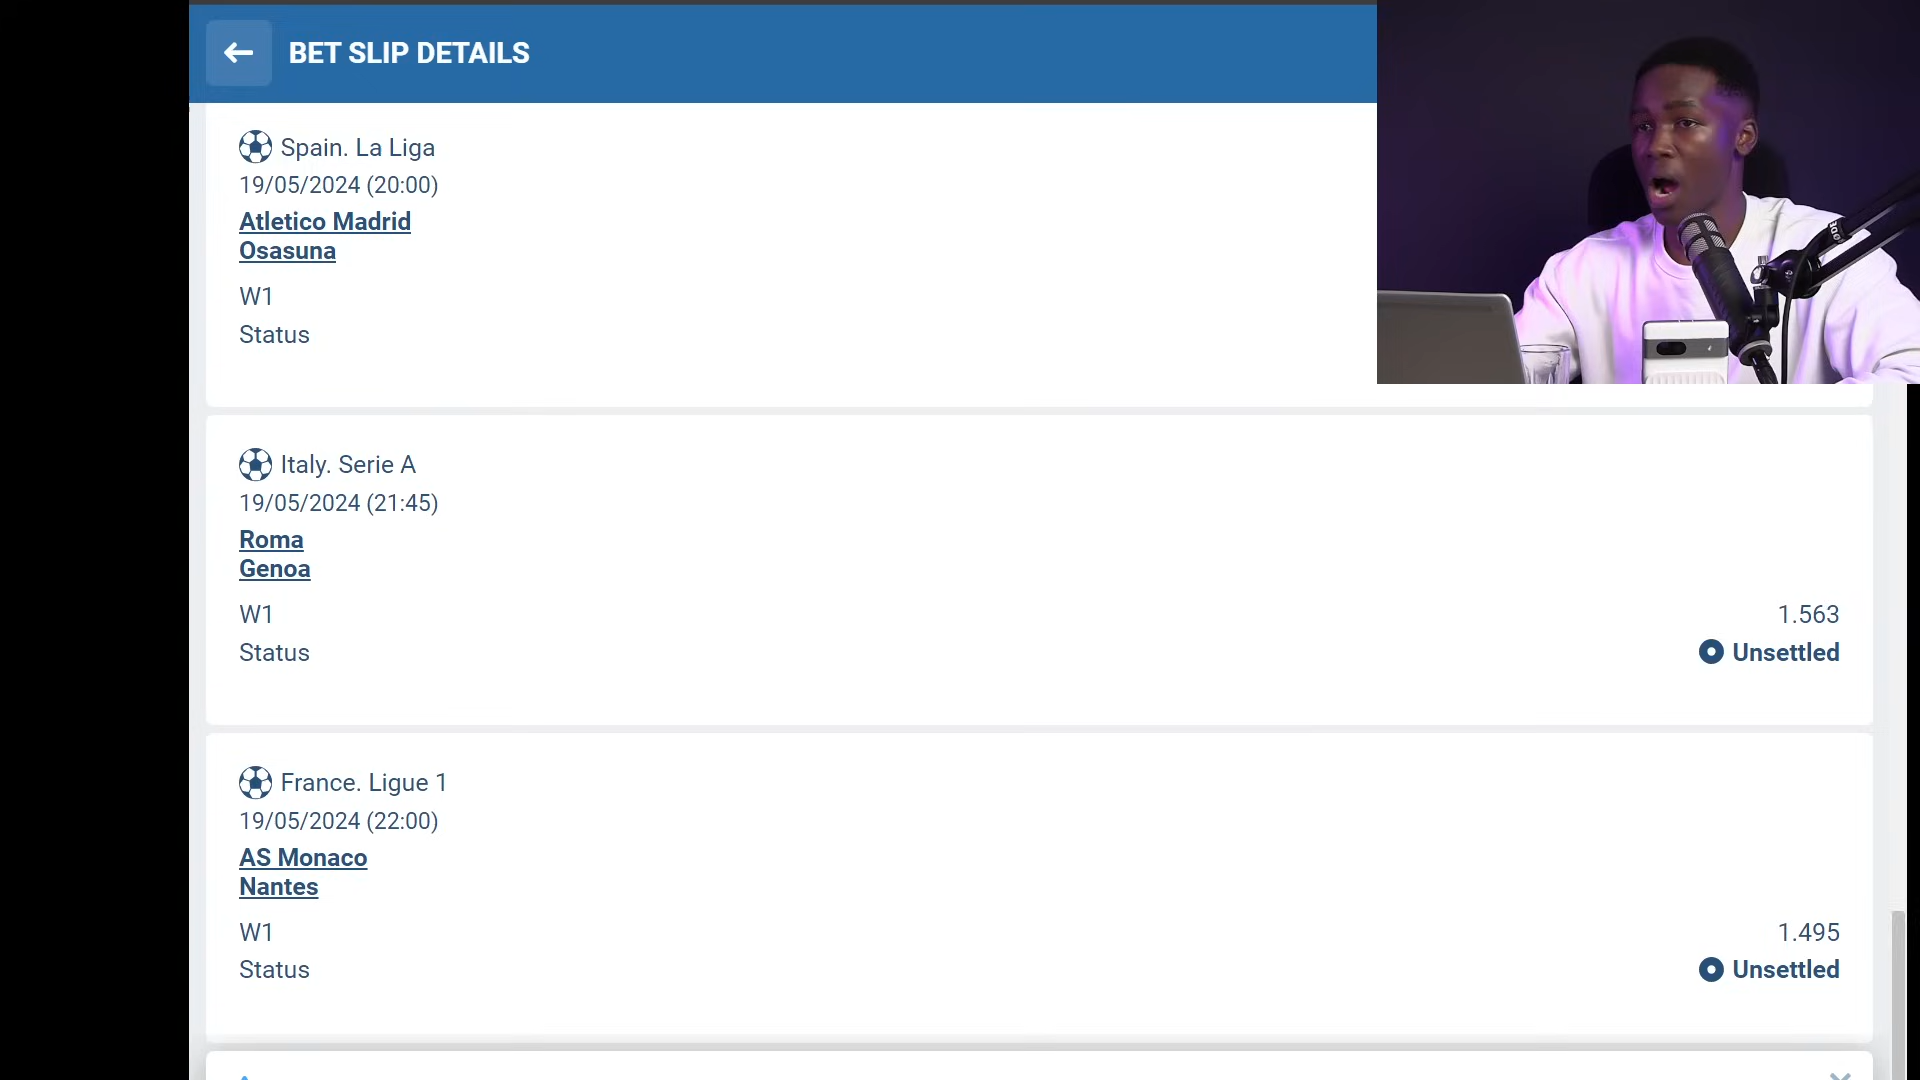 BET SLIP DETAILS
Spain. La Liga
19/05/2024 (20:00)
Atletico Madrid
Osasuna
W1
Status
Italy. Serie A
19/05/2024 (21:45)
Roma
Genoa
W1 1.563
Status Unsettled
France. Ligue 1
19/05/2024 (22:00)
AS Monaco
Nantes
W1 1.495
Status Unsettled